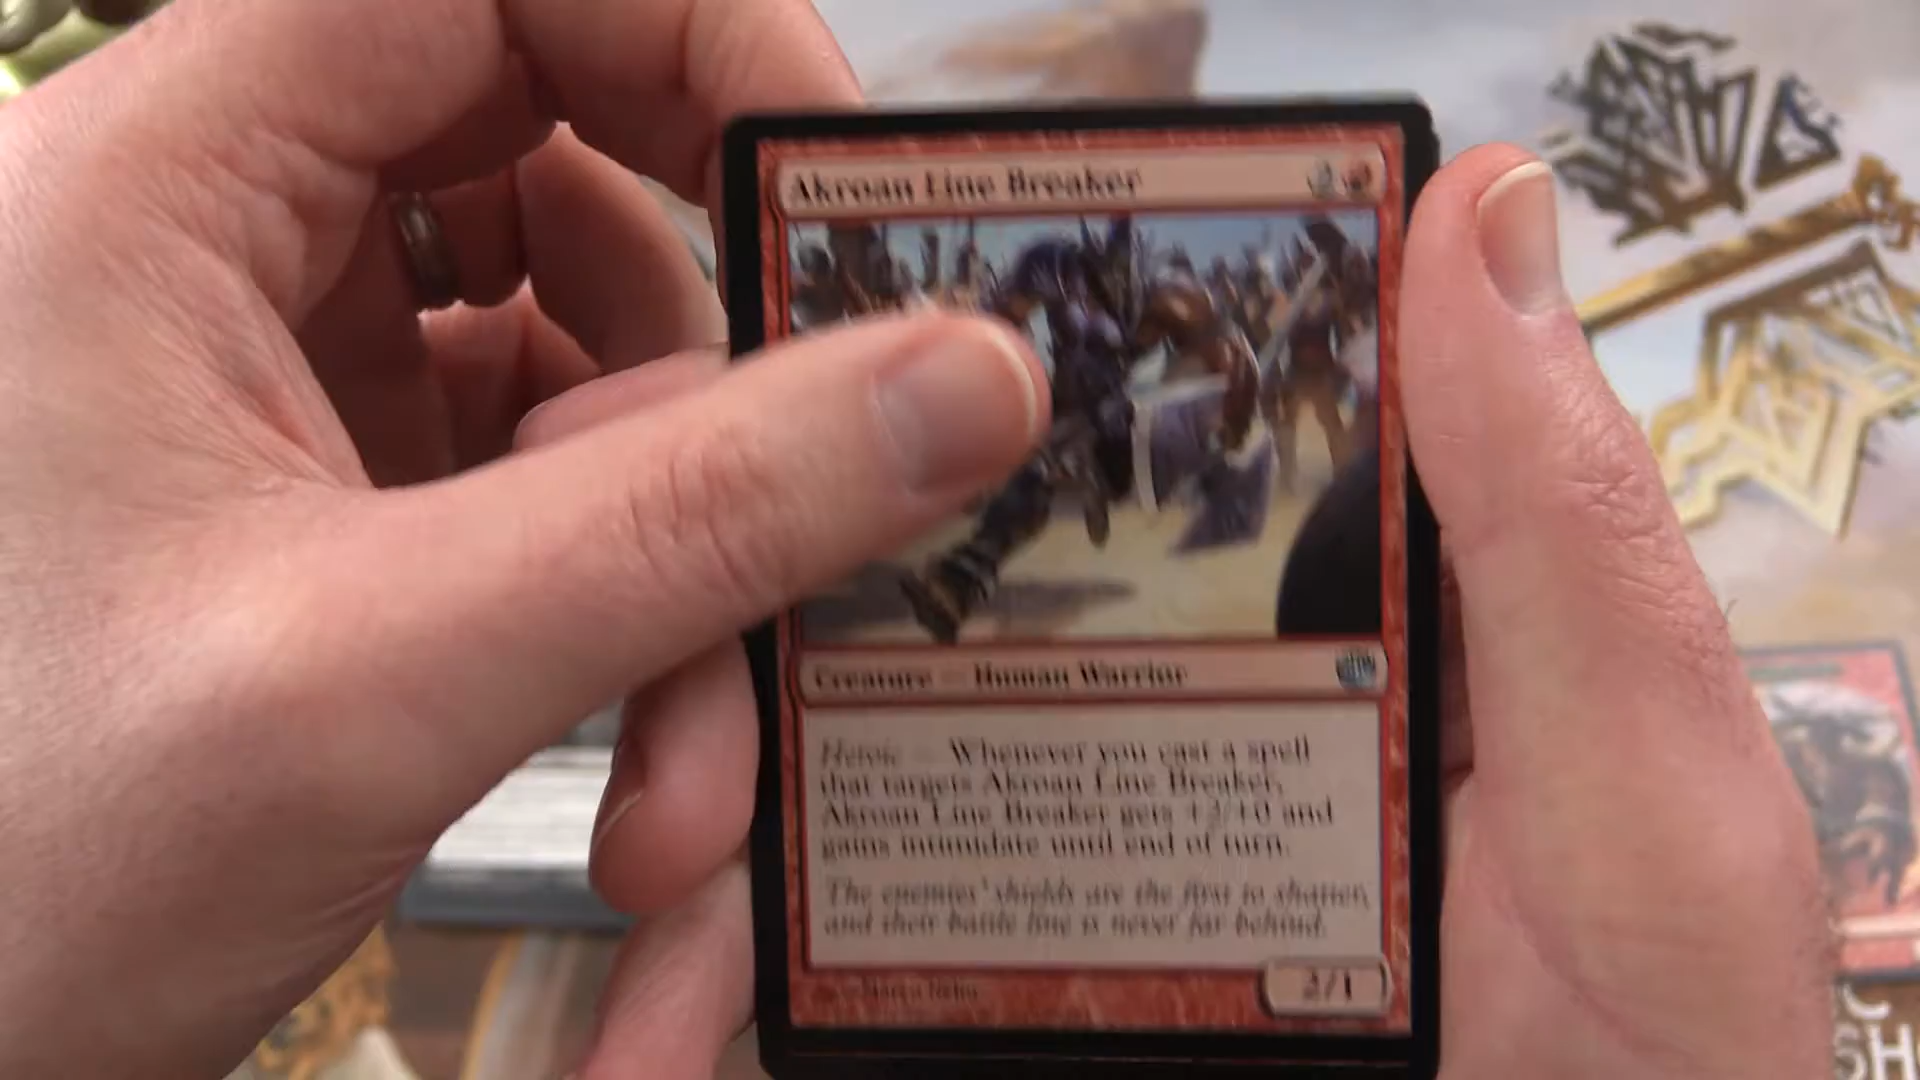 Akroan Line Breaker 2
Creature — Human Warrior
Heroic — Whenever you cast a spell
that targets Akroan Line Breaker,
Akroan Line Breaker gets +2/+0 and
gains intimidate until end of turn.
The enemies' shields are the first to shatter,
and their battle line is never far behind.
2/1